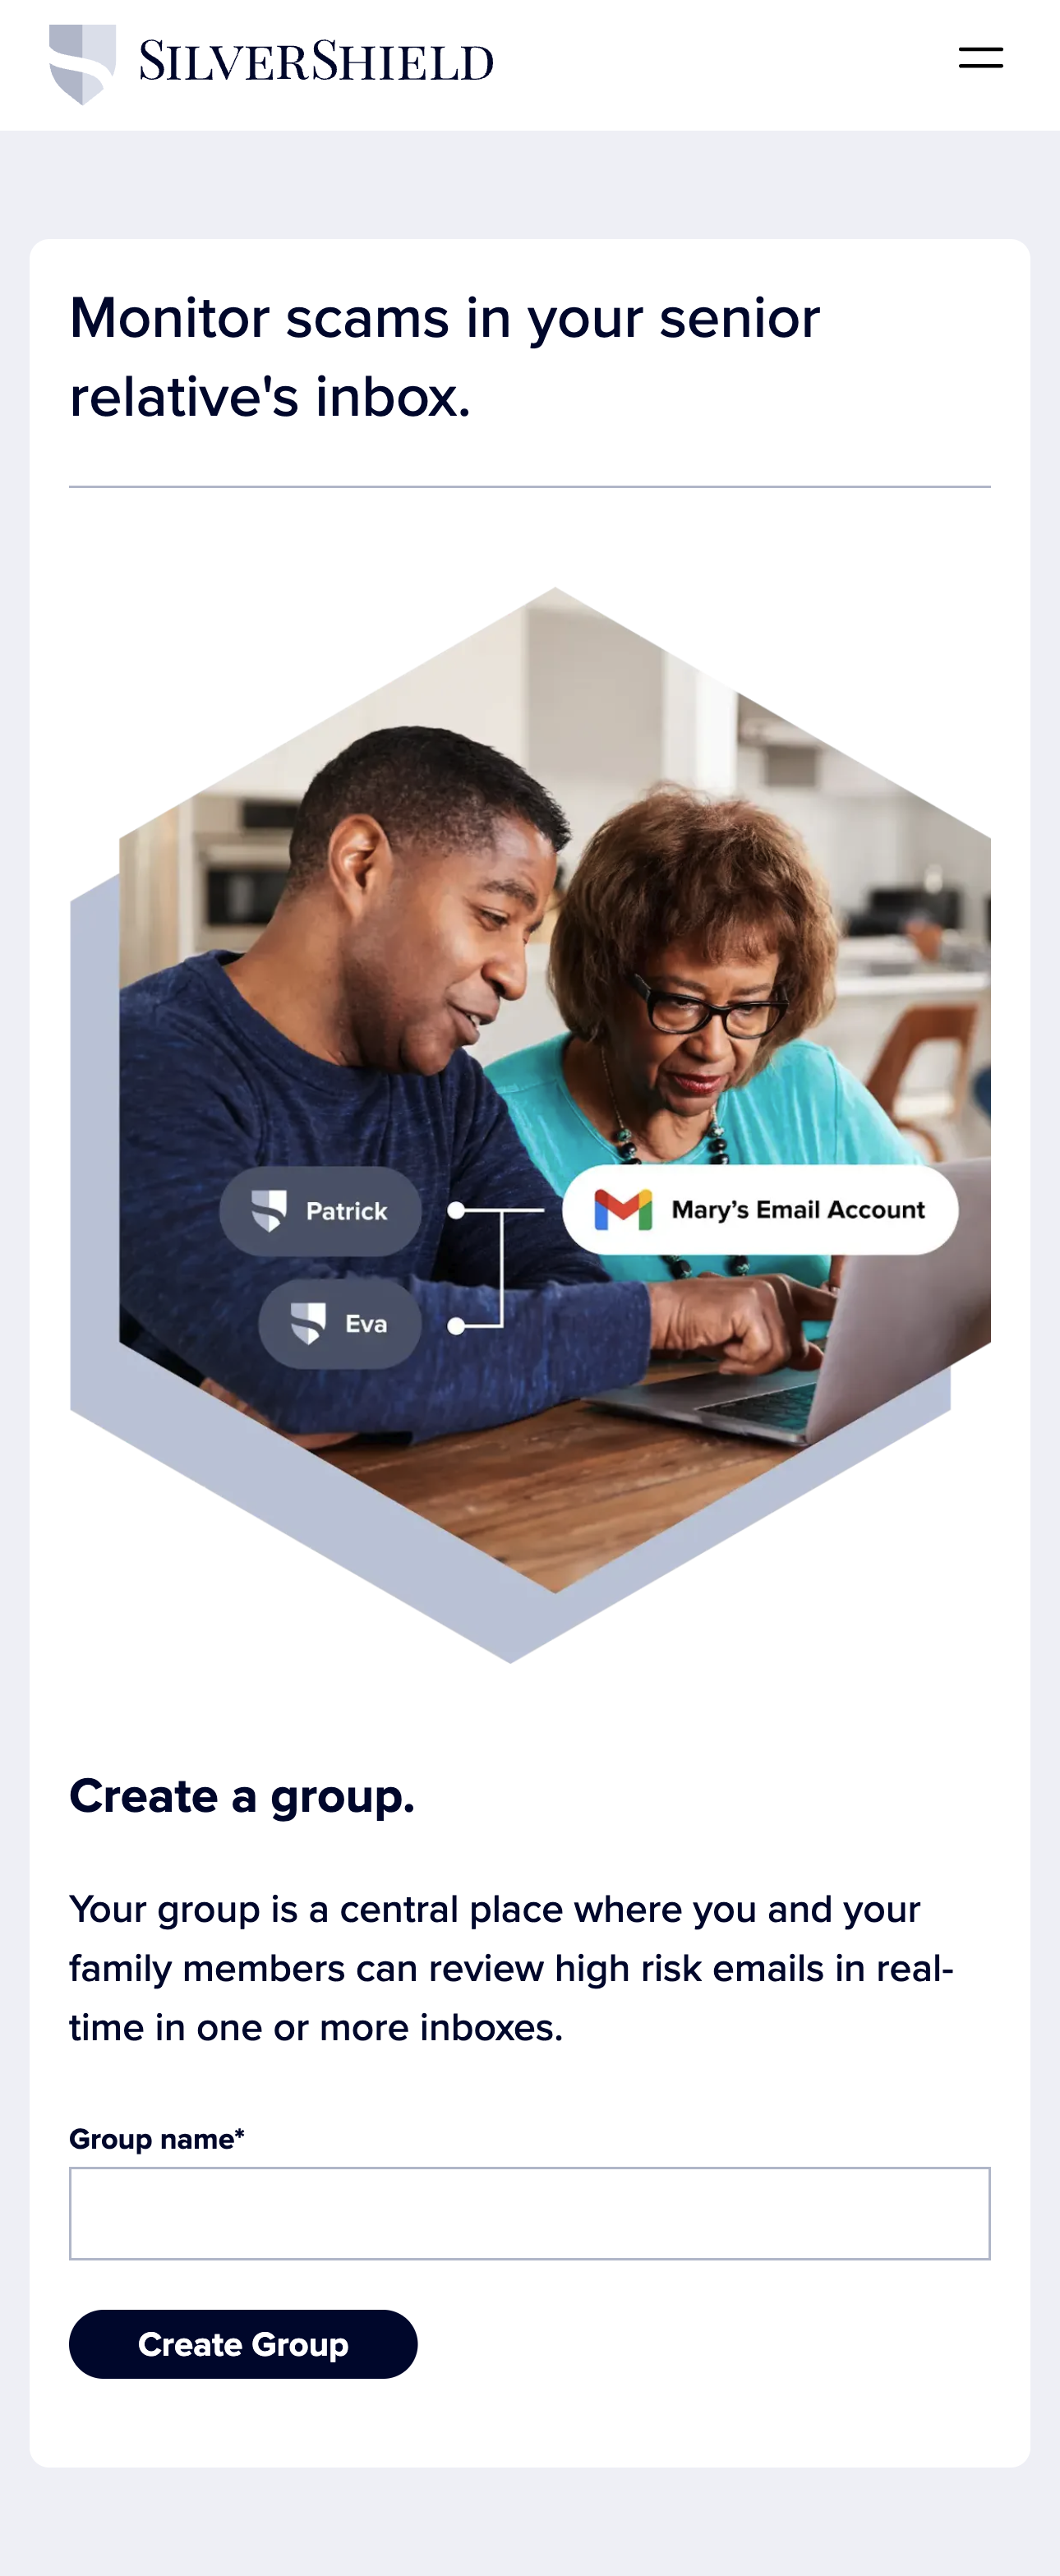 SILVERSHIELD
Monitor scams in your senior
relative's inbox.
Patrick
Mary’s Email Account
Eva
Create a group.
Your group is a central place where you and your
family members can review high risk emails in real-
time in one or more inboxes.
Group name*
Create Group